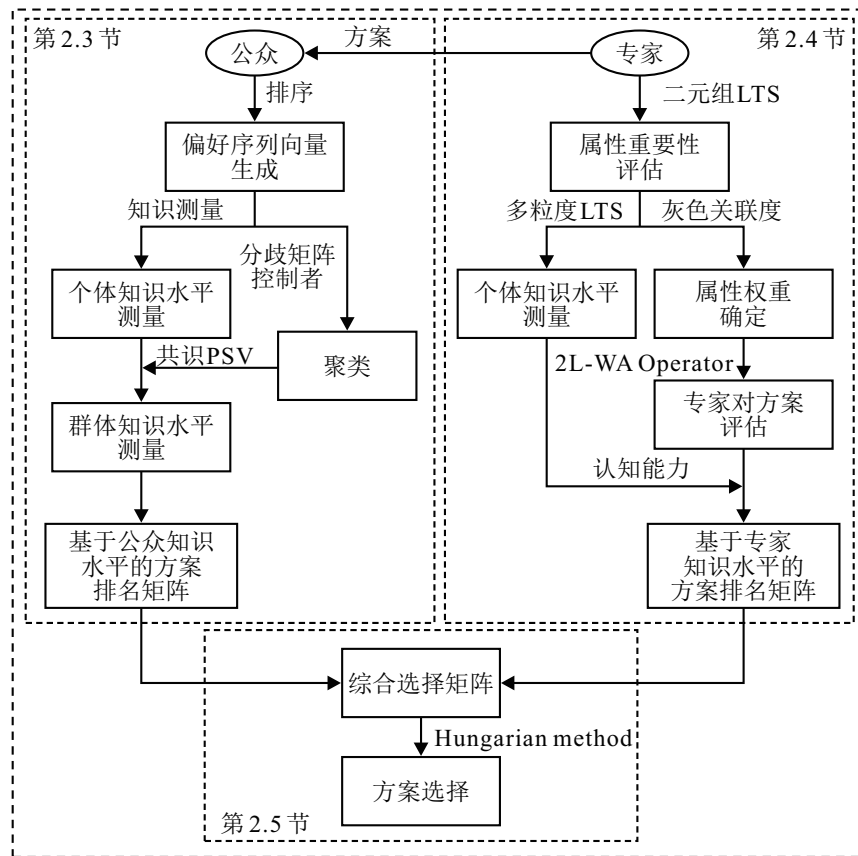 第2.3节
公众
方案
专家
第2.4节
排序
二元组LTS
偏好序列向量
生成
属性重要性
评估
知识测量
分歧矩阵
控制者
多粒度LTS
灰色关联度
个体知识水平
测量
个体知识水平
测量
属性权重
确定
共识PSV
聚类
2L-WA Operator
群体知识水平
测量
专家对方案
评估
认知能力
基于公众知识
水平的方案
排名矩阵
基于专家
知识水平的
方案排名矩阵
综合选择矩阵
Hungarian method
方案选择
第2.5节